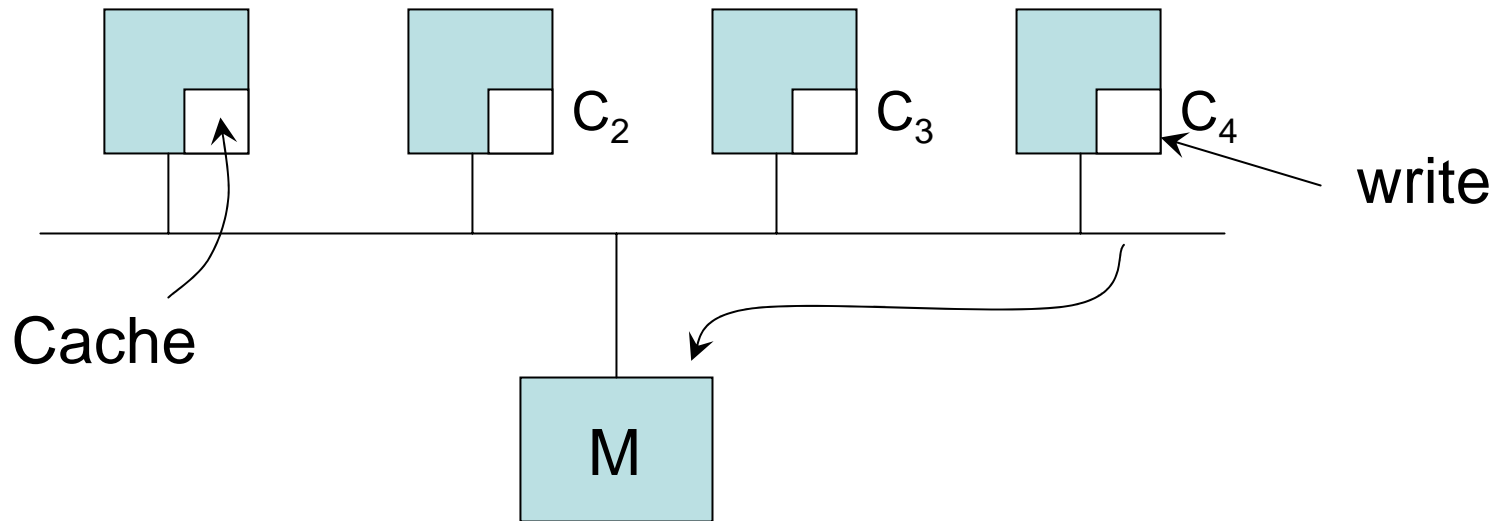 C₂
C₃
C₄
write
Cache
M